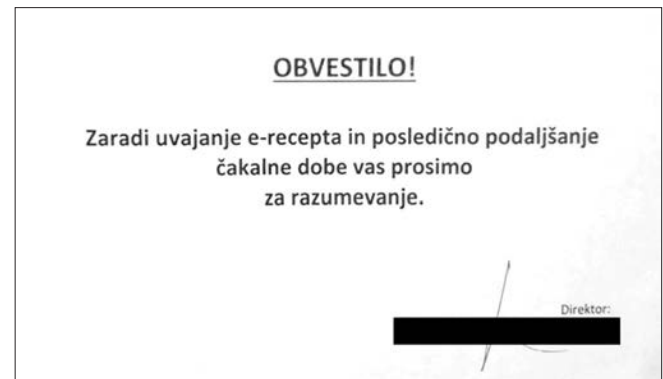 OBVESTILO!
Zaradi uvajanje e-recepta in posledično podaljšanje
čakalne dobe vas prosimo
za razumevanje.
Direktor: